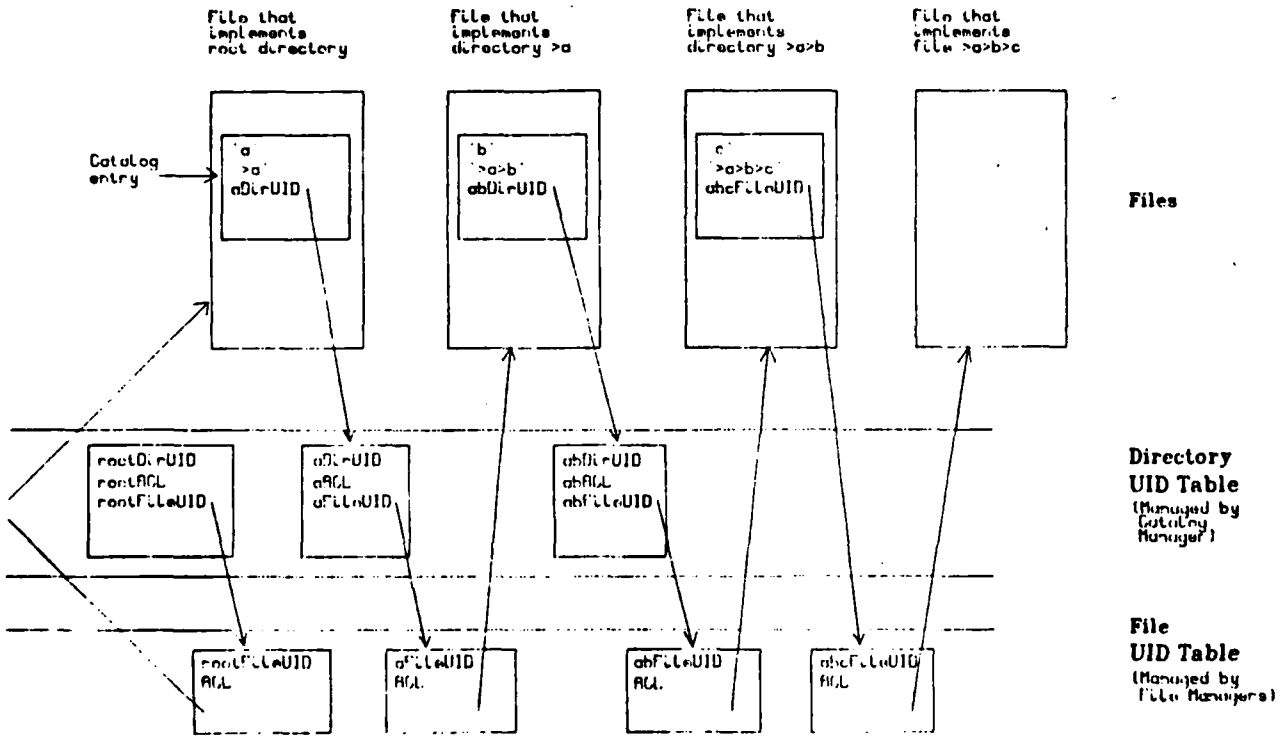 File that
implements
root directory
File that
implements
directory >a
File that
implements
directory >a>b
File that
implements
file >a>b>c
Catalog
entry
'a'
'>a'
aDirUID
'b'
'>a>b'
abDirUID
'c'
'>a>b>c'
abcFileUID
Files
rootDirUID
rootACL
rootFileUID
aDirUID
aACL
aFileUID
abDirUID
abACL
abFileUID
Directory
UID Table
(Managed by
Catalog
Manager)
rootFileUID
ACL
aFileUID
ACL
abFileUID
ACL
abcFileUID
ACL
File
UID Table
(Managed by
File Managers)